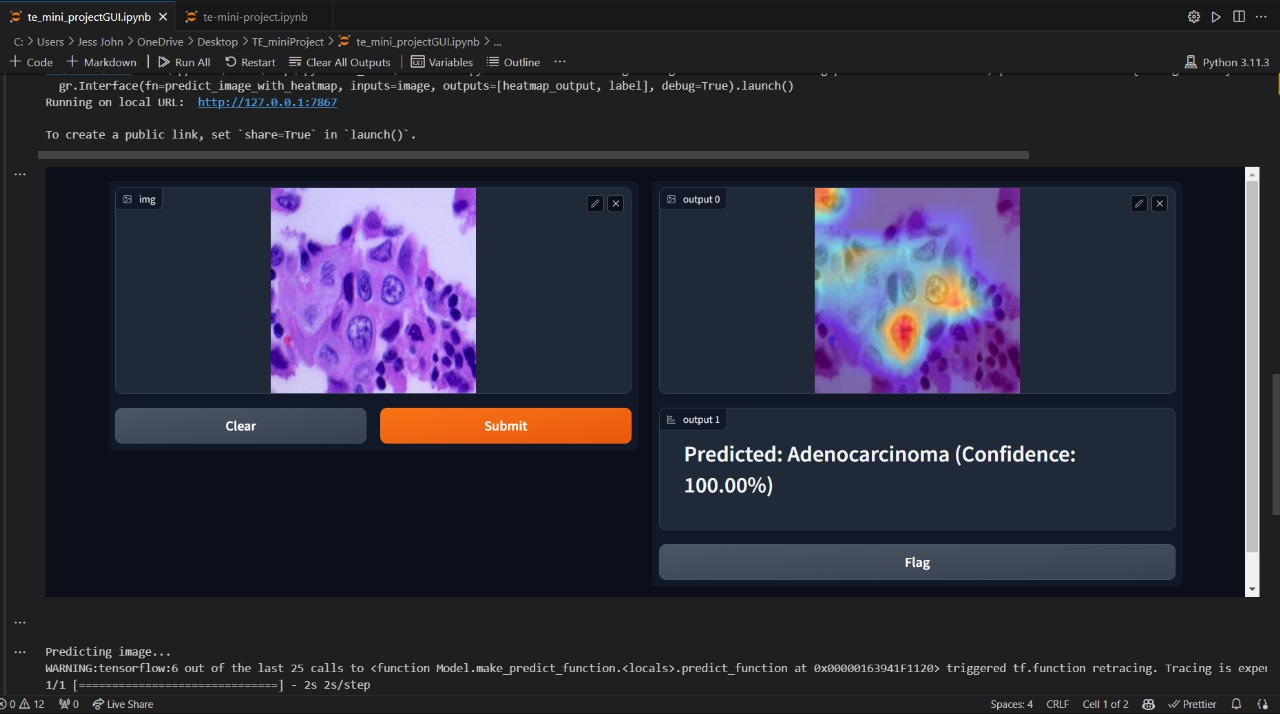 te_mini_projectGUI.ipynb te-mini-project.ipynb
C: > Users > Jess John > OneDrive > Desktop > TE_miniProject > te_mini_projectGUI.ipynb > ...
+ Code + Markdown Run All Restart Clear All Outputs Variables Outline ... Python 3.11.3
gr.Interface(fn=predict_image_with_heatmap, inputs=image, outputs=[heatmap_output, label], debug=True).launch()
Running on local URL: http://127.0.0.1:7867
To create a public link, set `share=True` in `launch()`.
img
output 0
Clear
Submit
output 1
Predicted: Adenocarcinoma (Confidence:
100.00%)
Flag
Predicting image...
WARNING:tensorflow:6 out of the last 25 calls to <function Model.make_predict_function.<locals>.predict_function at 0x00000163941F1120> triggered tf.function retracing. Tracing is exper
1/1 [==============================] - 2s 2s/step
0 12 0 Live Share Spaces: 4 CRLF Cell 1 of 2 Prettier